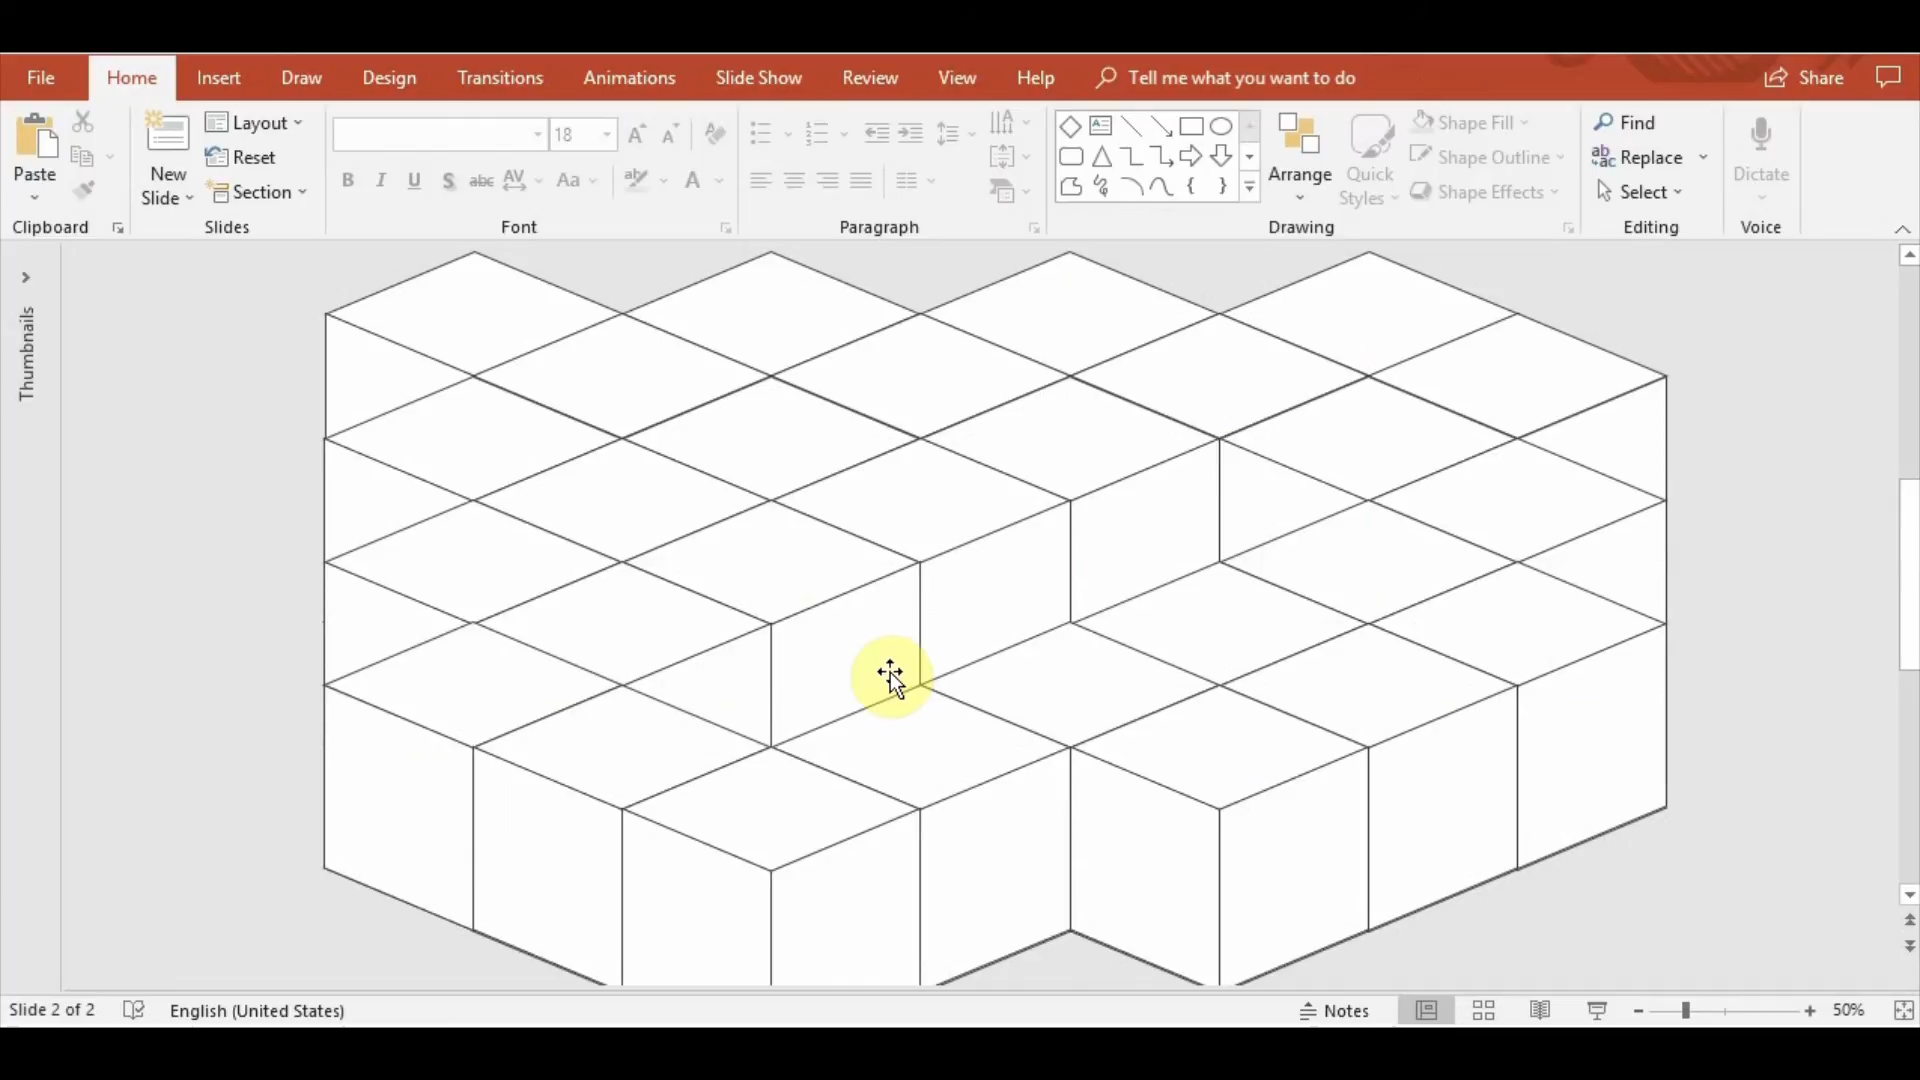 File Home Insert Draw Design Transitions Animations Slide Show Review View Help Tell me what you want to do Share
Paste
New Slide
Layout
Reset
Section
18
B I U S abc AV Aa A
Shape Fill
Shape Outline
Shape Effects
Arrange
Quick Styles
Find
Replace
Select
Dictate
Clipboard Slides Font Paragraph Drawing Editing Voice
Thumbnails
Slide 2 of 2 English (United States) Notes 50%